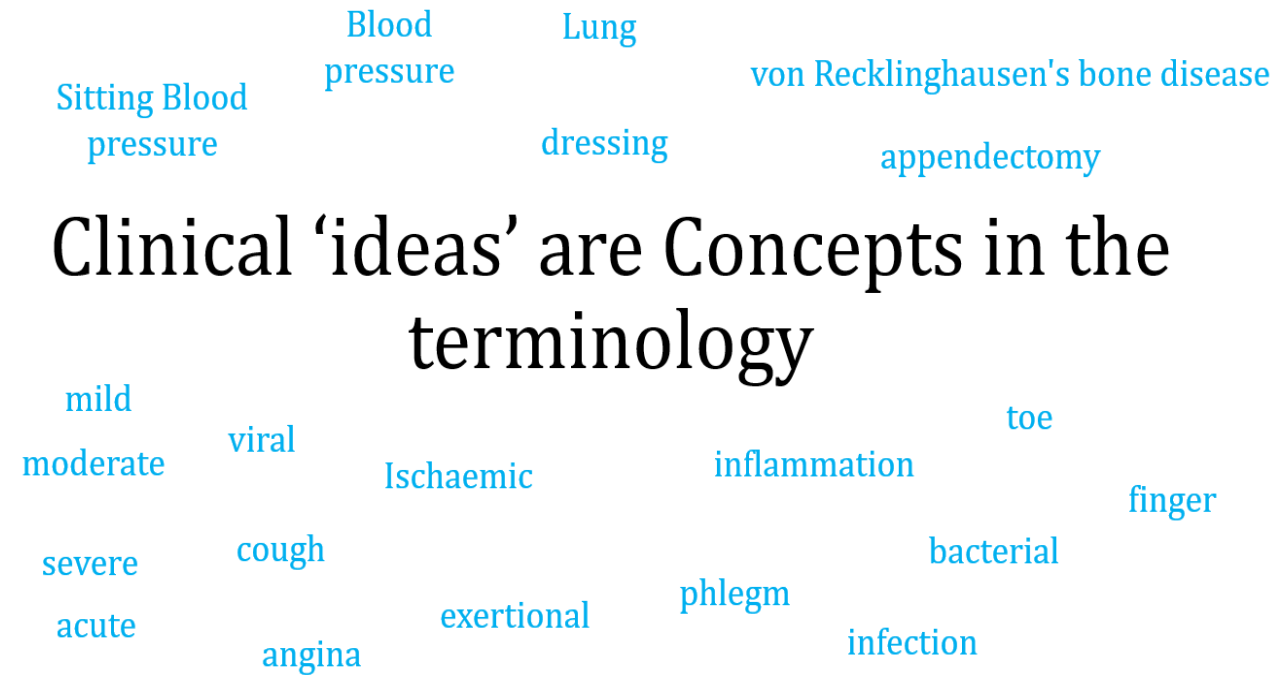 Blood
pressure
Lung
von Recklinghausen's bone disease
Sitting Blood
pressure
dressing
appendectomy
Clinical ‘ideas’ are Concepts in the
terminology
mild
viral
moderate
Ischaemic
toe
inflammation
finger
severe
cough
bacterial
phlegm
acute
exertional
angina
infection